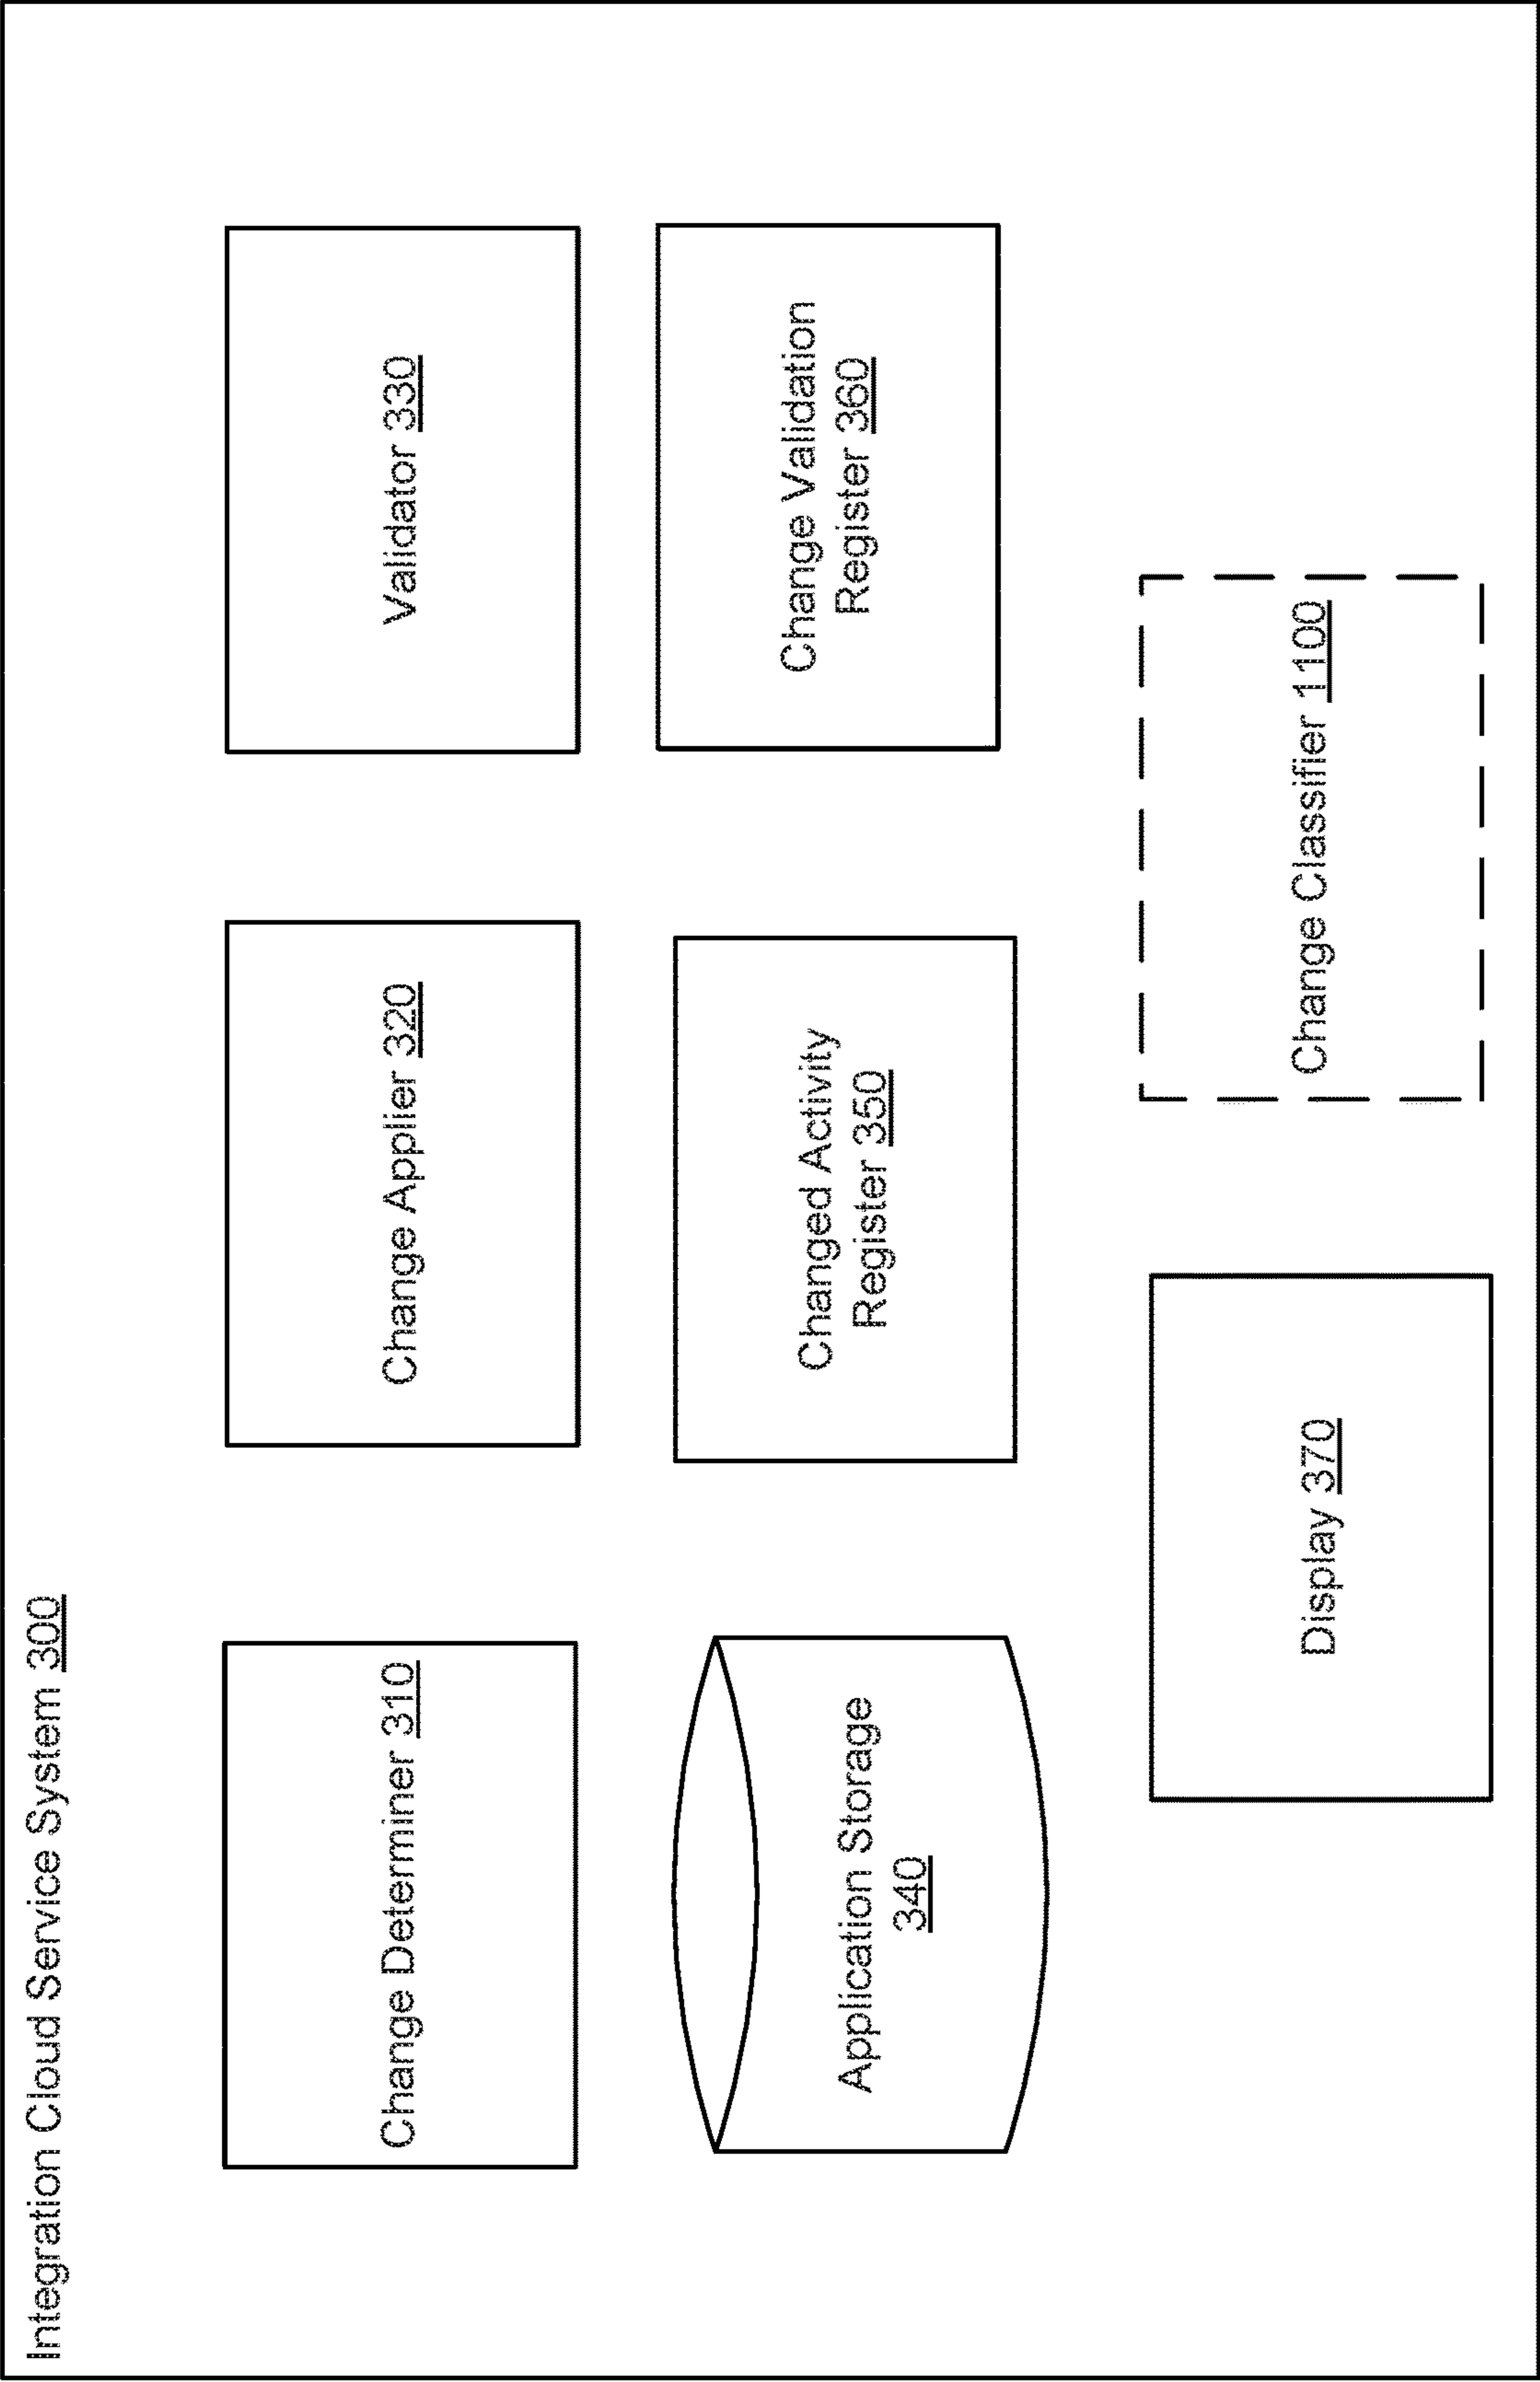 Integration Cloud Service System 300
Change Determiner 310
Change Applier 320
Validator 330
Application Storage
340
Changed Activity
Register 350
Change Validation
Register 360
Display 370
Change Classifier 1100